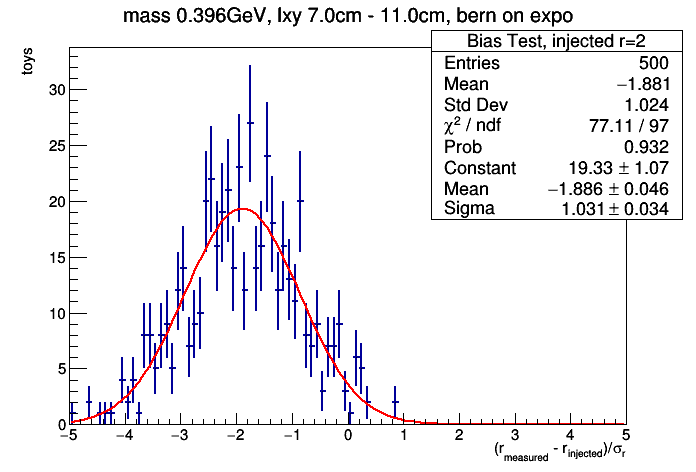 mass 0.396GeV, lxy 7.0cm - 11.0cm, bern on expo
Bias Test, injected r=2
Entries 500
Mean −1.881
Std Dev 1.024
χ² / ndf 77.11 / 97
Prob 0.932
Constant 19.33 ± 1.07
Mean −1.886 ± 0.046
Sigma 1.031 ± 0.034
toys
30
25
20
15
10
5
0
−5 −4 −3 −2 −1 0 1 2 3 4 5
(r_measured - r_injected)/σ_r